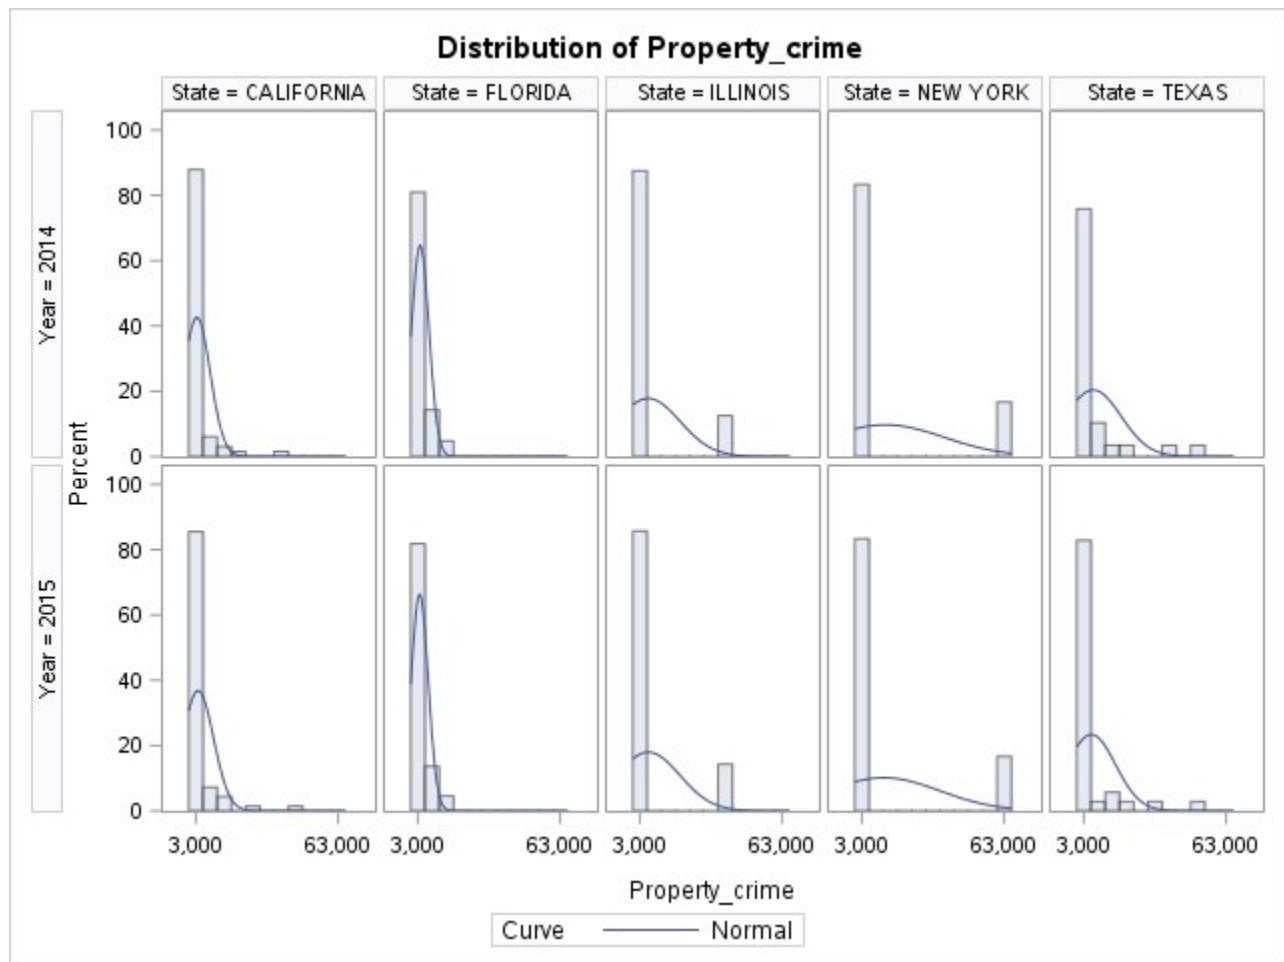 Distribution of Property_crime
State = CALIFORNIA
State = FLORIDA
State = ILLINOIS
State = NEW YORK
State = TEXAS
Year = 2014
100
80
60
40
20
0
Percent
Year = 2015
100
80
60
40
20
0
3,000 63,000
3,000 63,000
3,000 63,000
3,000 63,000
3,000 63,000
Property_crime
Curve Normal